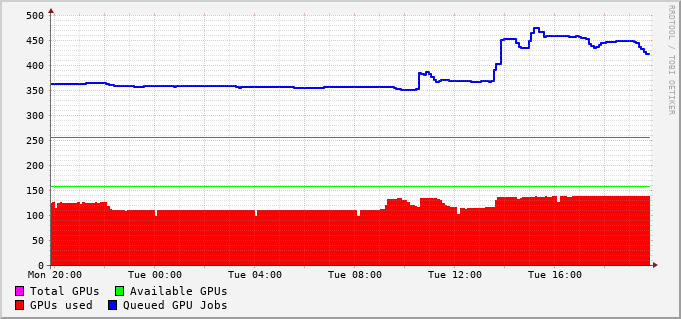 RRDTOOL / TOBI OETIKER
500
450
400
350
300
250
200
150
100
50
0
Mon 20:00 Tue 00:00 Tue 04:00 Tue 08:00 Tue 12:00 Tue 16:00
Total GPUs Available GPUs
GPUs used Queued GPU Jobs